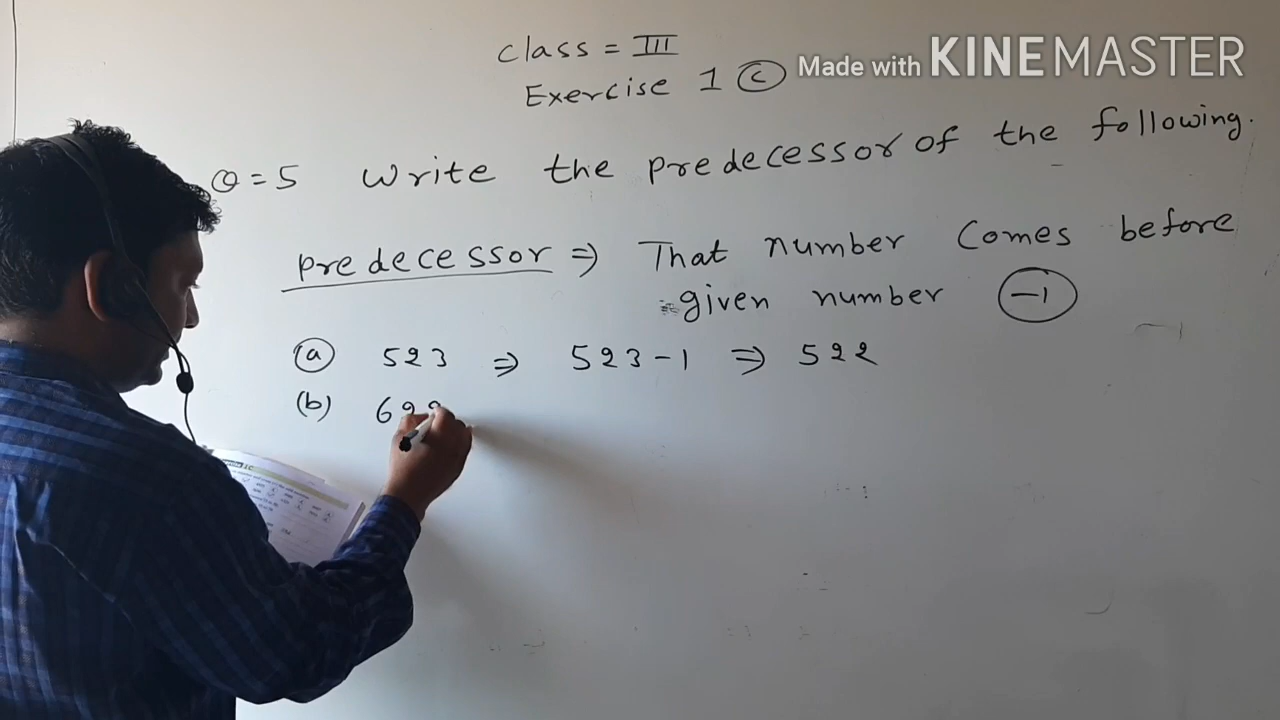 class = III
Made with KINEMASTER
Exercise 1 (c)
Q=5 Write the predecessor of the following.
predecessor ⇒ That number comes before
given number -1
(a) 523 ⇒ 523-1 ⇒ 522
(b)